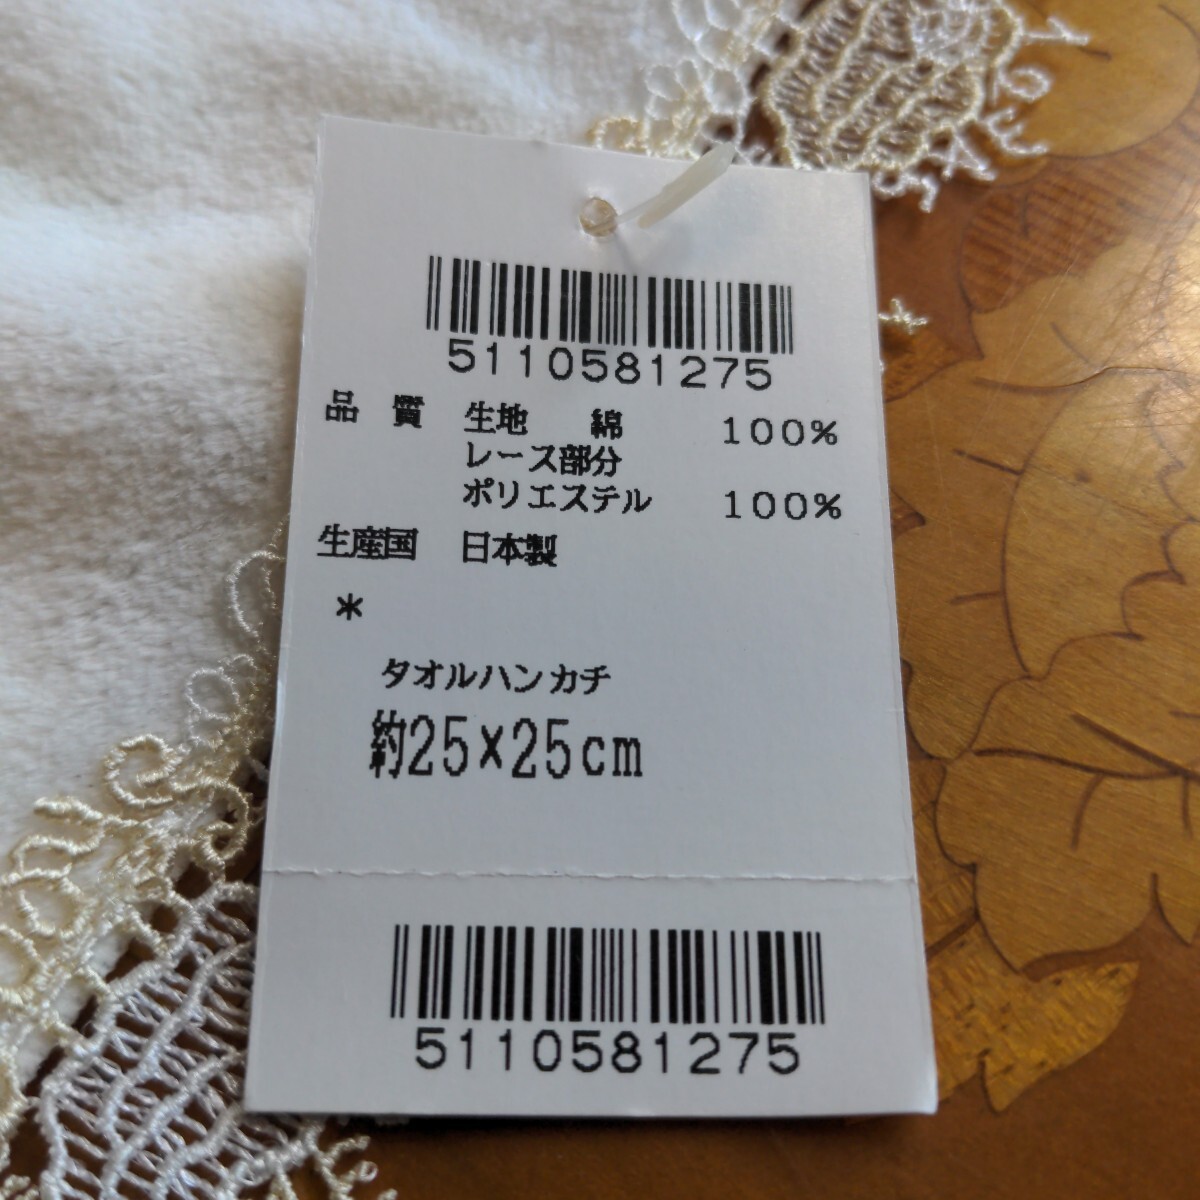 5110581275
品 質 生地 綿 100%
レース部分
ポリエステル 100%
生産国 日本製
*
タオルハンカチ
約25×25cm
5110581275